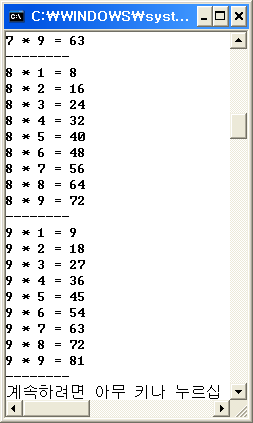 C:₩WINDOWS₩syst...
7 * 9 = 63
--------
8 * 1 = 8
8 * 2 = 16
8 * 3 = 24
8 * 4 = 32
8 * 5 = 40
8 * 6 = 48
8 * 7 = 56
8 * 8 = 64
8 * 9 = 72
--------
9 * 1 = 9
9 * 2 = 18
9 * 3 = 27
9 * 4 = 36
9 * 5 = 45
9 * 6 = 54
9 * 7 = 63
9 * 8 = 72
9 * 9 = 81
--------
계속하려면 아무 키나 누르십